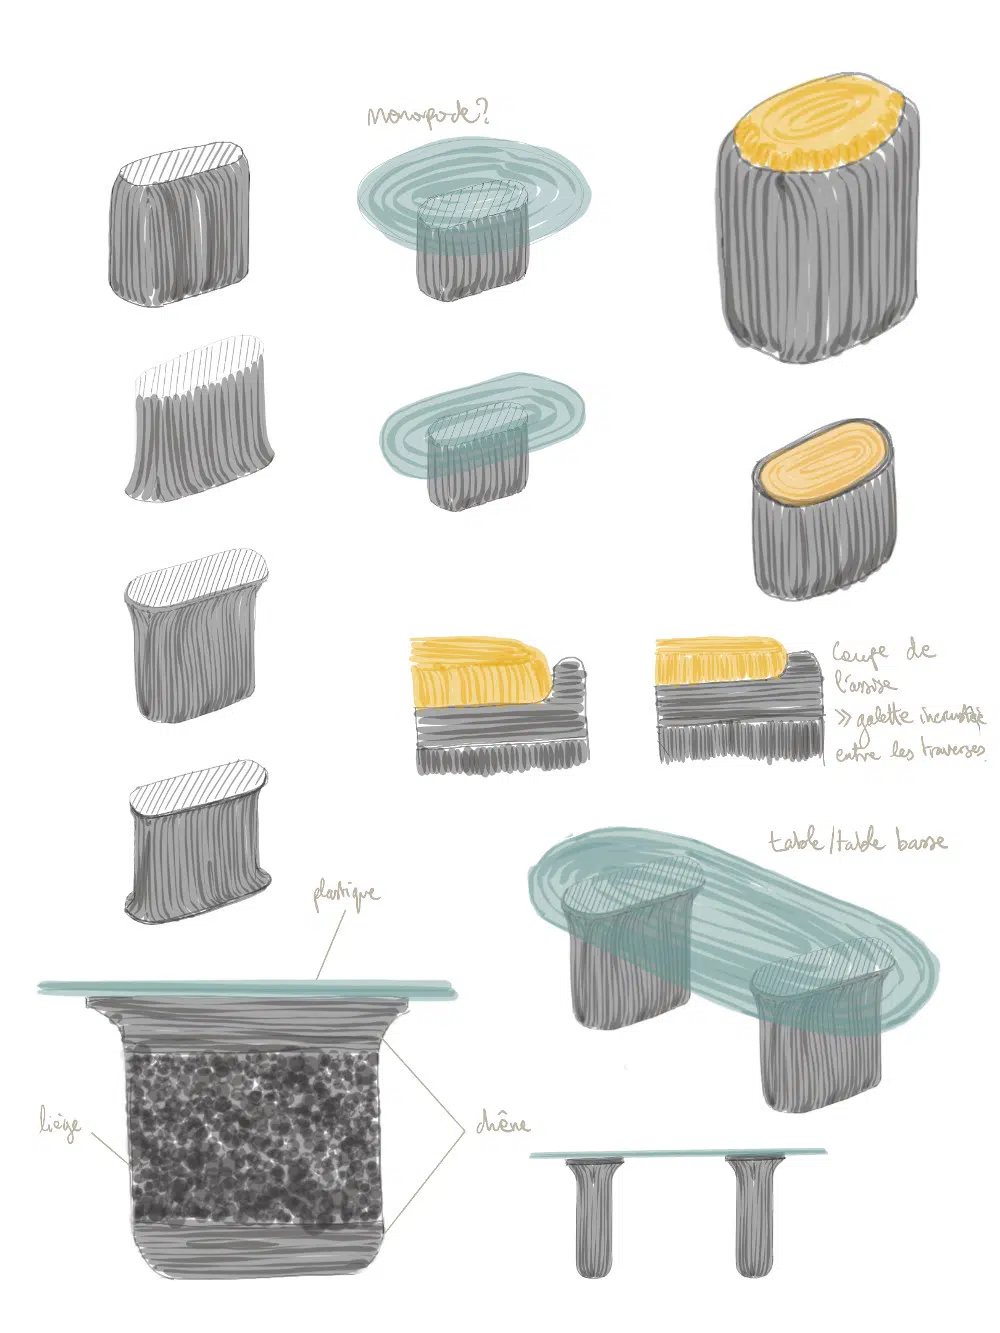 Monopode?
Coupe de
l'assise
>> galette incrustée
entre les traverses.
table/table basse
plastique
liège
chêne